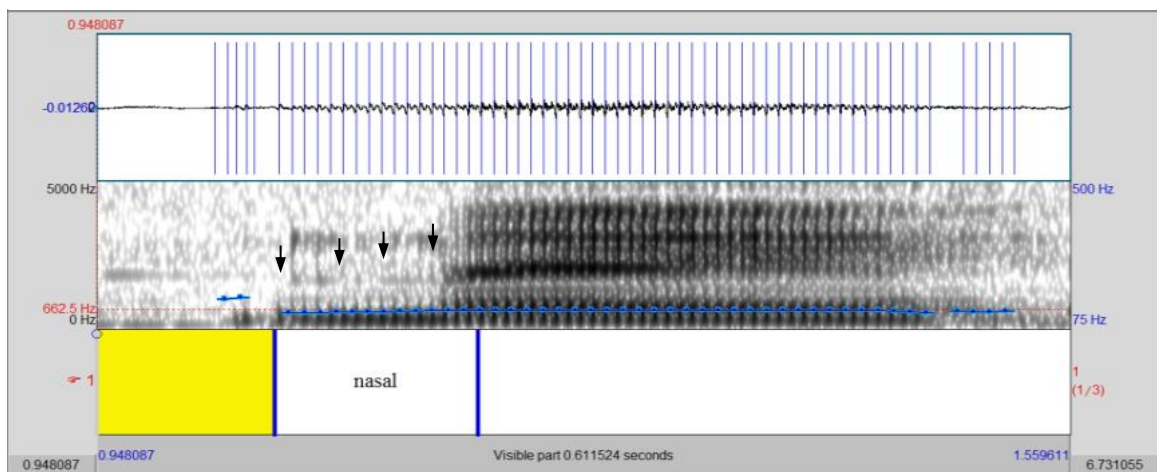 0.948087
-0.01262
5000 Hz
500 Hz
662.5 Hz
0 Hz
75 Hz
1
nasal
1
(1/3)
0.948087
0.948087
Visible part 0.611524 seconds
1.559611
6.731055